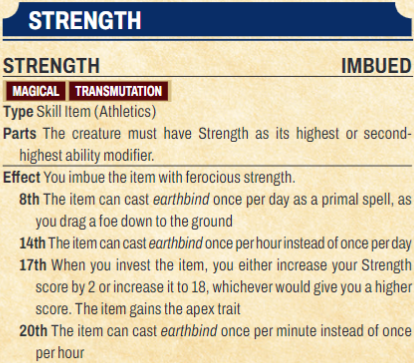 STRENGTH
STRENGTH IMBUED
MAGICAL TRANSMUTATION
Type Skill Item (Athletics)
Parts The creature must have Strength as its highest or second-
highest ability modifier.
Effect You imbue the item with ferocious strength.
8th The item can cast earthbind once per day as a primal spell, as
you drag a foe down to the ground
14th The item can cast earthbind once per hour instead of once per day
17th When you invest the item, you either increase your Strength
score by 2 or increase it to 18, whichever would give you a higher
score. The item gains the apex trait
20th The item can cast earthbind once per minute instead of once
per hour